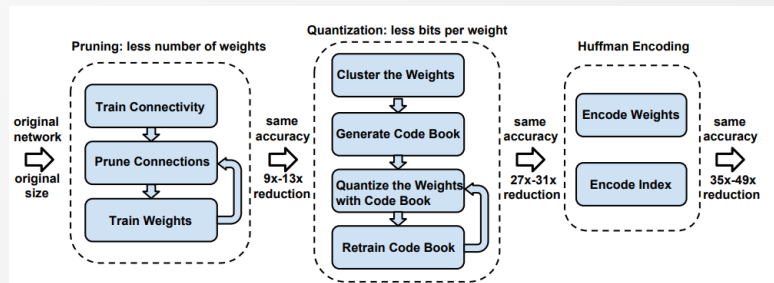 Pruning: less number of weights
Train Connectivity
Prune Connections
Train Weights
original
network
original
size
same
accuracy
9x-13x
reduction
Quantization: less bits per weight
Cluster the Weights
Generate Code Book
Quantize the Weights
with Code Book
Retrain Code Book
same
accuracy
27x-31x
reduction
Huffman Encoding
Encode Weights
Encode Index
same
accuracy
35x-49x
reduction